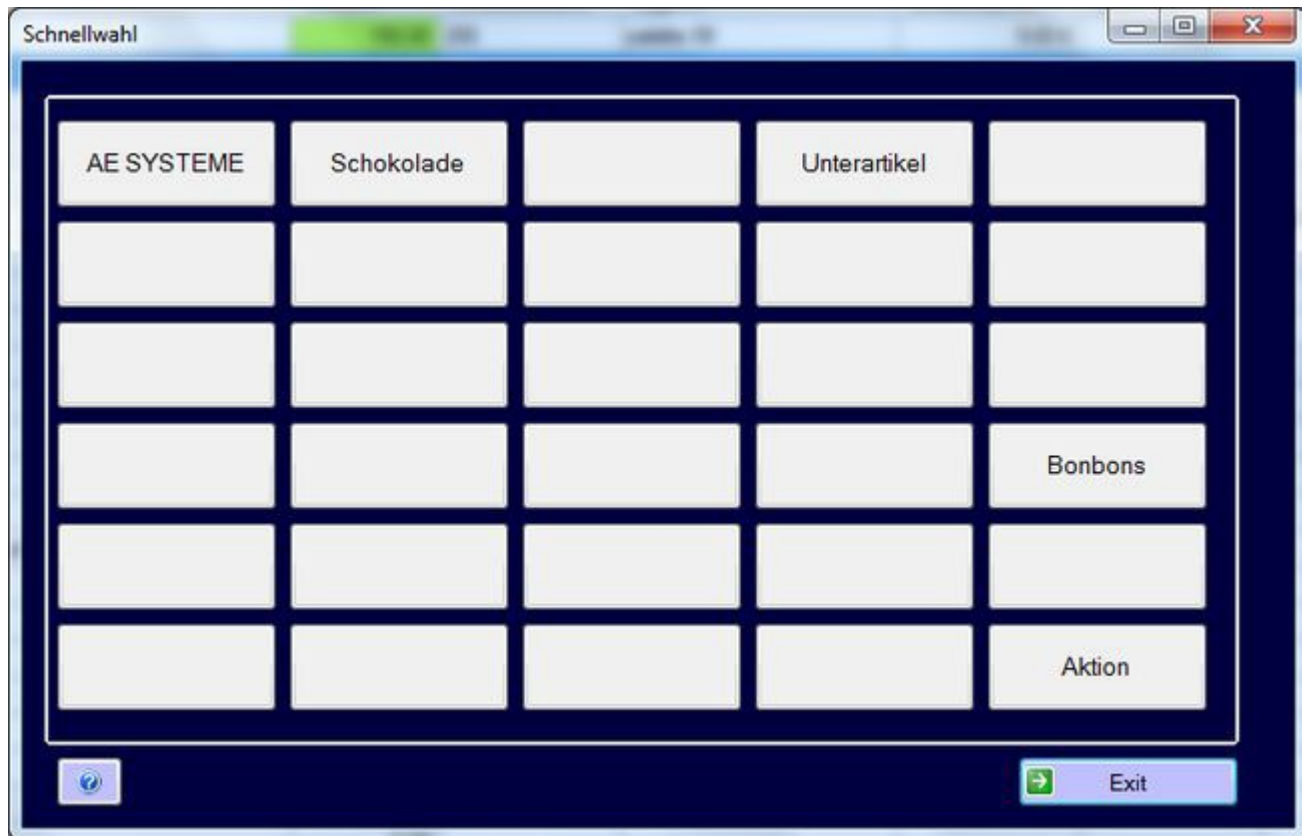 Schnellwahl
AE SYSTEME
Schokolade
Unterartikel
Bonbons
Aktion
Exit